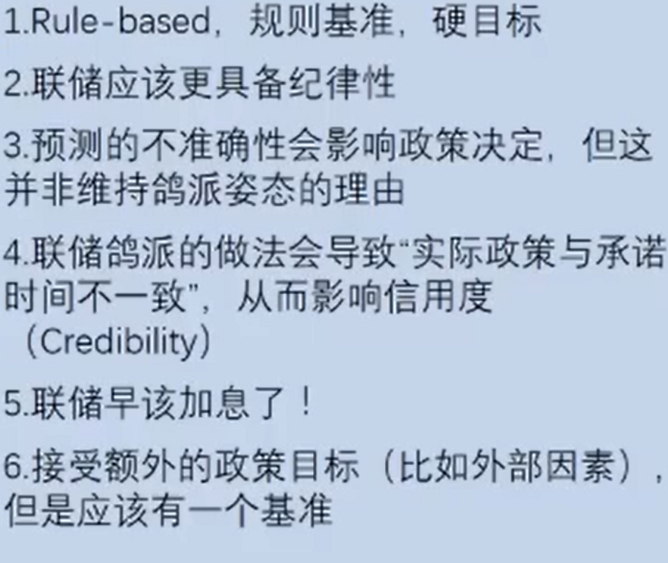 1.Rule-based，规则基准，硬目标
2.联储应该更具备纪律性
3.预测的不准确性会影响政策决定，但这
并非维持鸽派姿态的理由
4.联储鸽派的做法会导致“实际政策与承诺
时间不一致”，从而影响信用度
（Credibility）
5.联储早该加息了！
6.接受额外的政策目标（比如外部因素），
但是应该有一个基准